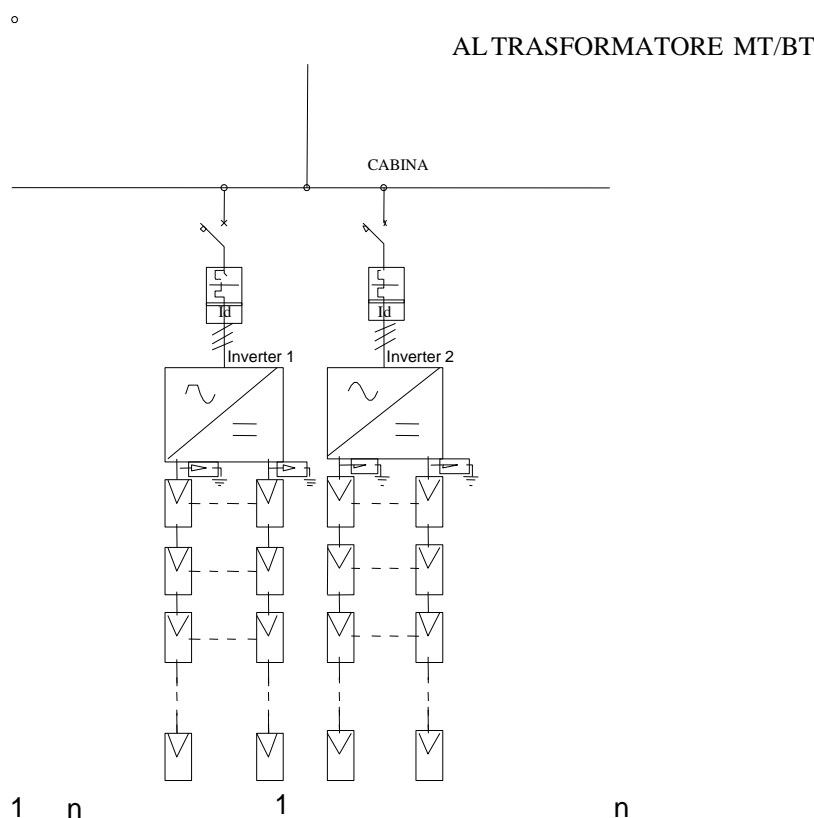 AL TRASFORMATORE MT/BT
CABINA
Id Id
Inverter 1 Inverter 2
1 n 1 n